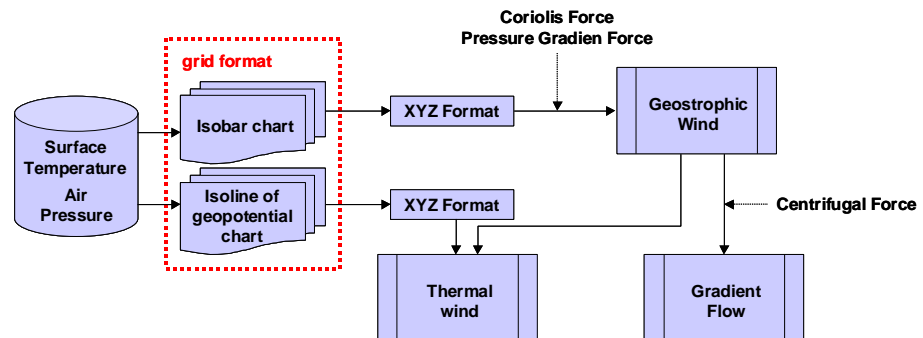 Coriolis Force
Pressure Gradien Force
grid format
Isobar chart
XYZ Format
Geostrophic
Wind
Surface
Temperature
Air
Pressure
Isoline of
geopotential
chart
XYZ Format
Centrifugal Force
Thermal
wind
Gradient
Flow